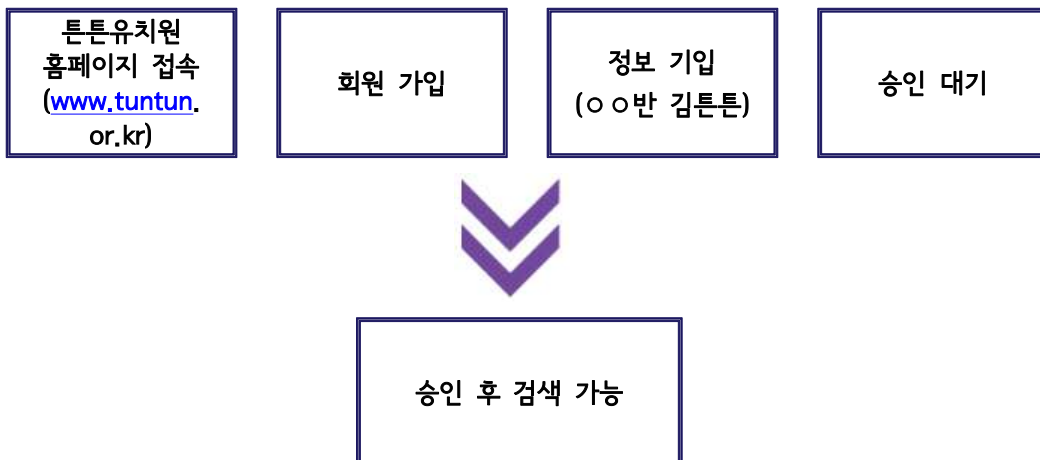 튼튼유치원
홈페이지 접속
(www.tuntun.
or.kr)
회원 가입
정보 기입
(○○반 김튼튼)
승인 대기
승인 후 검색 가능